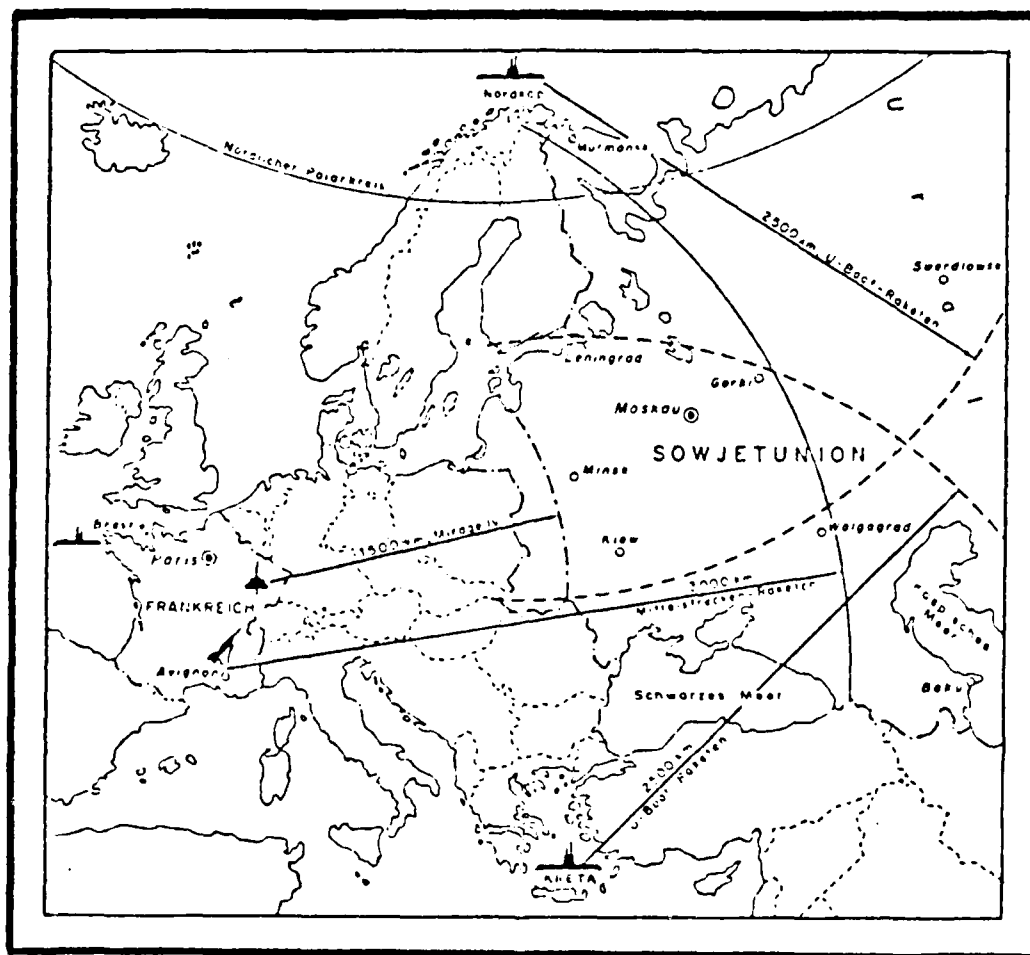 Nördlicher Polarkreis
Nordkap
Murmansk
2500 km, U-Boot-Raketen
Swerdlowsk
Leningrad
Gorki
Moskau
SOWJETUNION
Minsk
Brest
Paris
1500 km, Mirage IV
Kiew
Wolgograd
FRANKREICH
3000 km
Mittelstrecken-Raketen
Kaspisches
Meer
Avignon
Schwarzes Meer
Baku
2500 km
U-Boot Raketen
KRETA